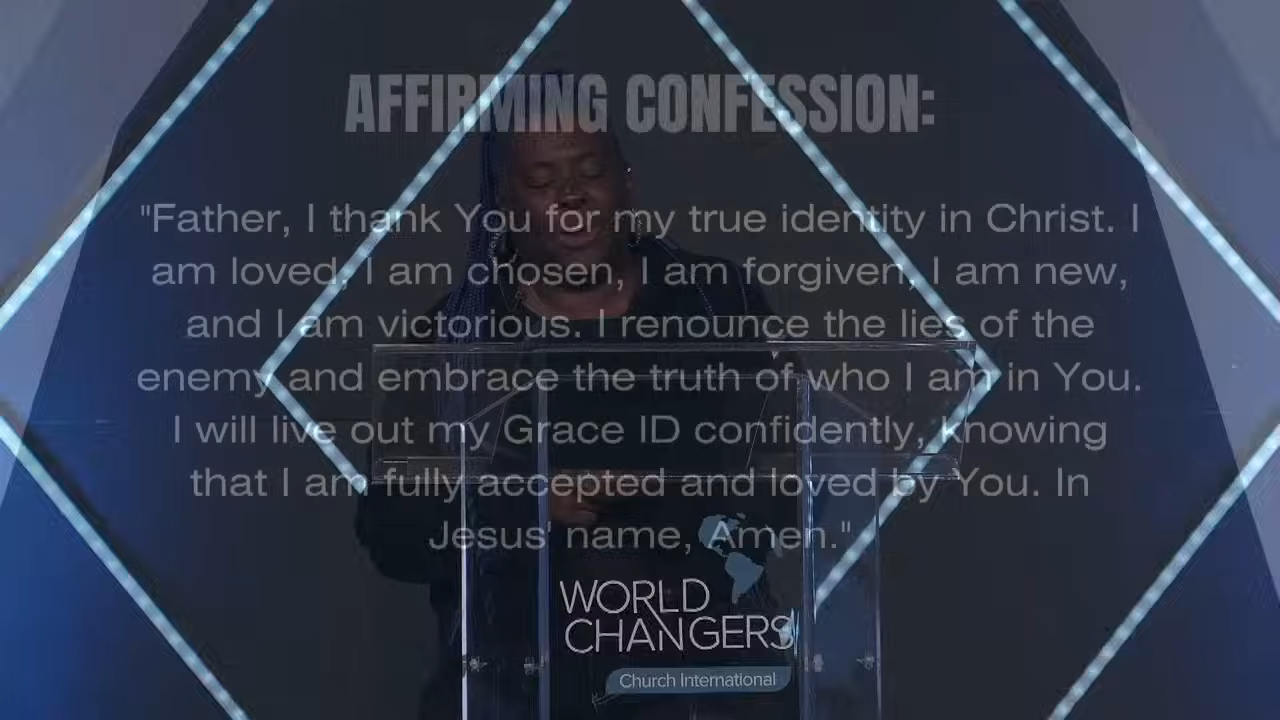 AFFIRMING CONFESSION:
"Father, I thank You for my true identity in Christ. I
am loved, I am chosen, I am forgiven, I am new,
and I am victorious. I renounce the lies of the
enemy and embrace the truth of who I am in You.
I will live out my Grace ID confidently, knowing
that I am fully accepted and loved by You. In
Jesus' name, Amen."
WORLD
CHANGERS
Church International